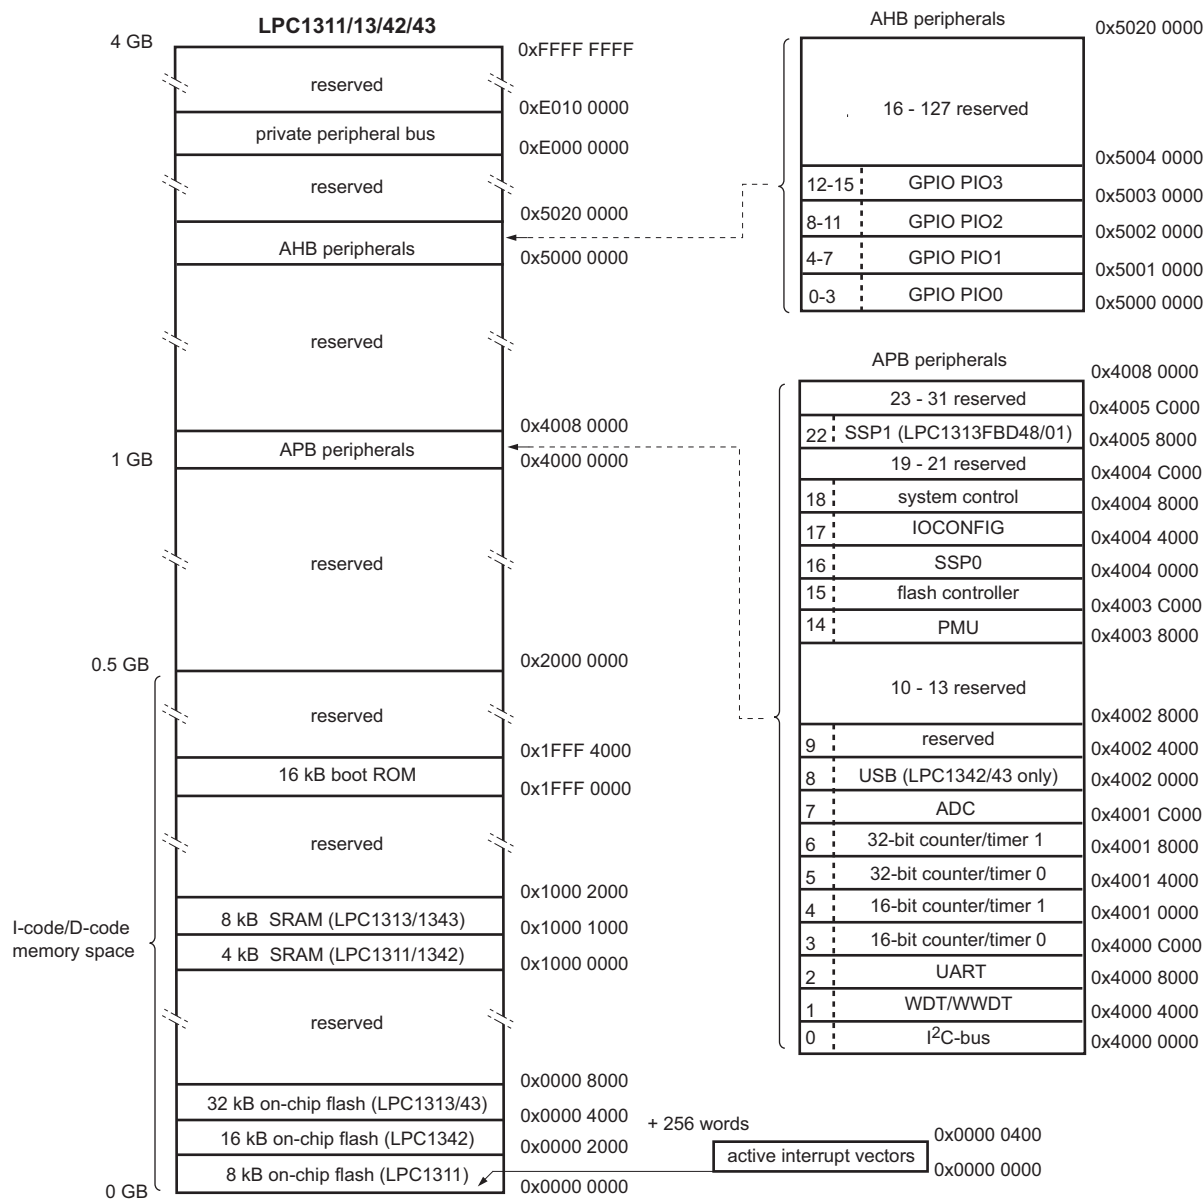 LPC1311/13/42/43
4 GB
0xFFFF FFFF
reserved
0xE010 0000
private peripheral bus
0xE000 0000
reserved
0x5020 0000
AHB peripherals
0x5000 0000
reserved
0x4008 0000
APB peripherals
1 GB
0x4000 0000
reserved
0.5 GB
0x2000 0000
reserved
0x1FFF 4000
16 kB boot ROM
0x1FFF 0000
reserved
0x1000 2000
8 kB SRAM (LPC1313/1343)
0x1000 1000
4 kB SRAM (LPC1311/1342)
0x1000 0000
I-code/D-code
memory space
reserved
0x0000 8000
32 kB on-chip flash (LPC1313/43)
0x0000 4000
16 kB on-chip flash (LPC1342)
0x0000 2000
8 kB on-chip flash (LPC1311)
0 GB
0x0000 0000
+ 256 words
active interrupt vectors
0x0000 0400
0x0000 0000
AHB peripherals
0x5020 0000
16 - 127 reserved
0x5004 0000
12-15 GPIO PIO3
0x5003 0000
8-11 GPIO PIO2
0x5002 0000
4-7 GPIO PIO1
0x5001 0000
0-3 GPIO PIO0
0x5000 0000
APB peripherals
0x4008 0000
23 - 31 reserved
0x4005 C000
22 SSP1 (LPC1313FBD48/01)
0x4005 8000
19 - 21 reserved
0x4004 C000
18 system control
0x4004 8000
17 IOCONFIG
0x4004 4000
16 SSP0
0x4004 0000
15 flash controller
0x4003 C000
14 PMU
0x4003 8000
10 - 13 reserved
0x4002 8000
9 reserved
0x4002 4000
8 USB (LPC1342/43 only)
0x4002 0000
7 ADC
0x4001 C000
6 32-bit counter/timer 1
0x4001 8000
5 32-bit counter/timer 0
0x4001 4000
4 16-bit counter/timer 1
0x4001 0000
3 16-bit counter/timer 0
0x4000 C000
2 UART
0x4000 8000
1 WDT/WWDT
0x4000 4000
0 I²C-bus
0x4000 0000